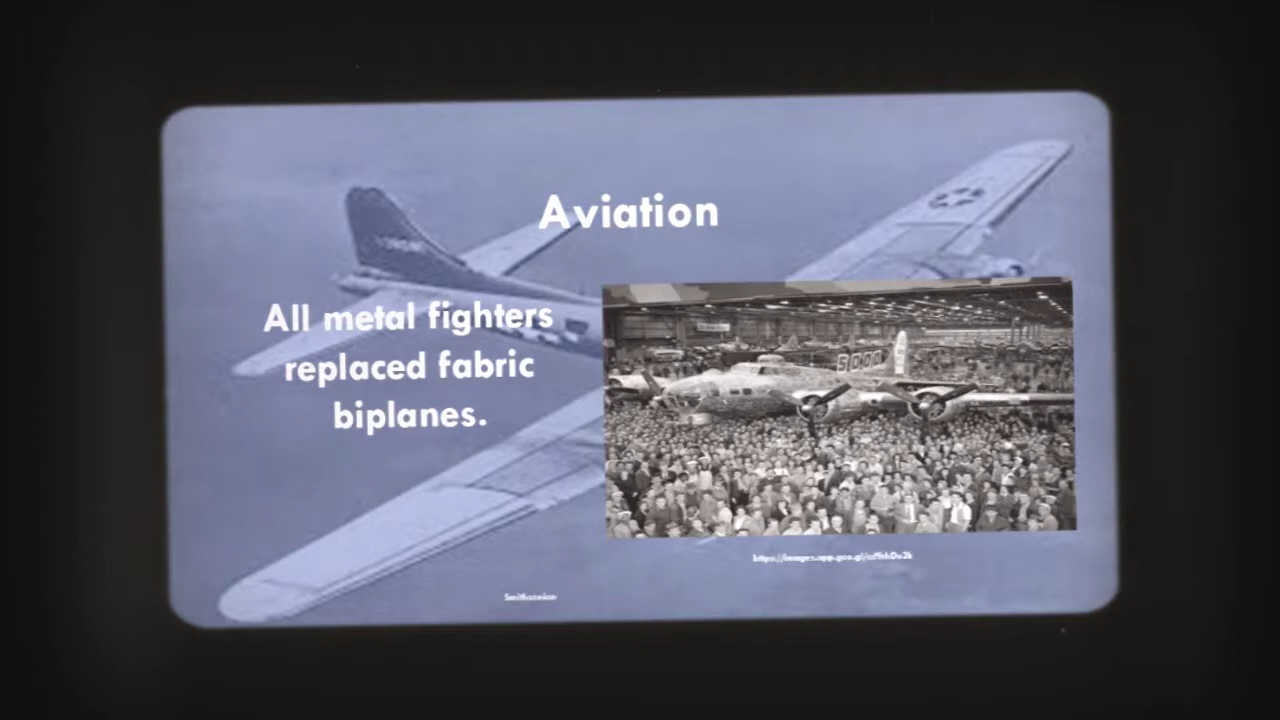 Aviation
All metal fighters
replaced fabric
biplanes.
5000
Smithsonian